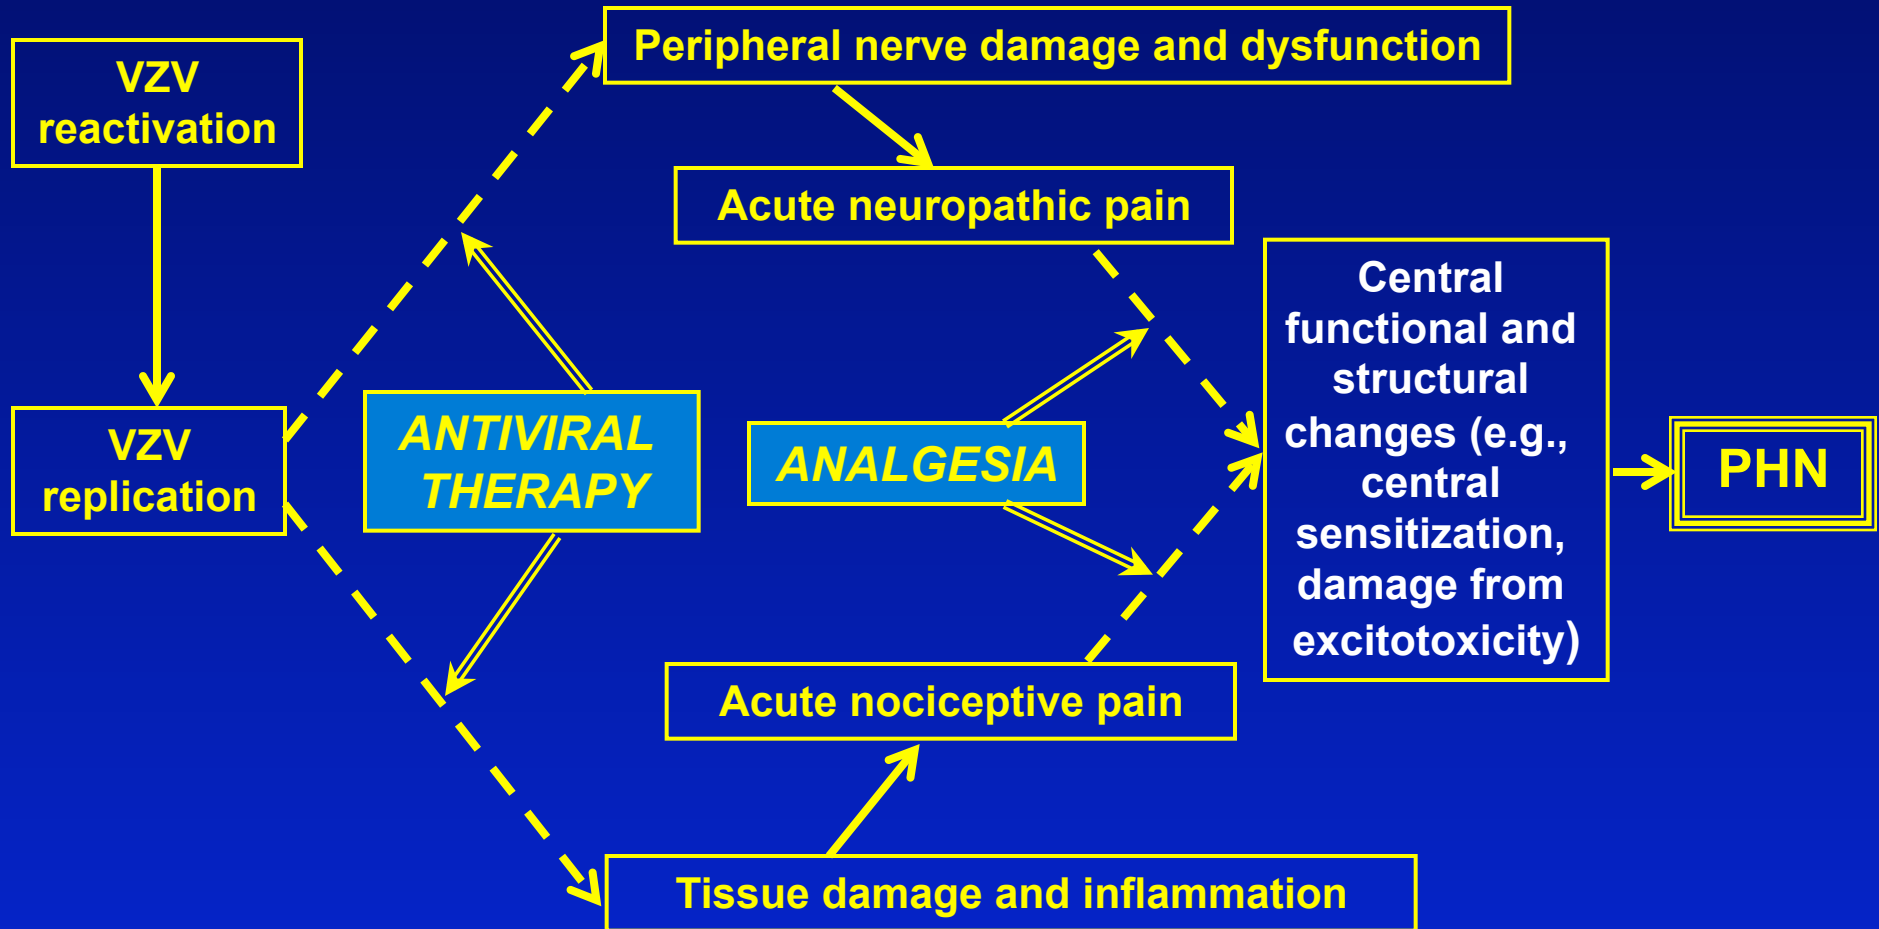 Peripheral nerve damage and dysfunction
VZV
reactivation
Acute neuropathic pain
VZV
replication
ANTIVIRAL
THERAPY
ANALGESIA
Central
functional and
structural
changes (e.g.,
central
sensitization,
damage from
excitotoxicity)
PHN
Acute nociceptive pain
Tissue damage and inflammation